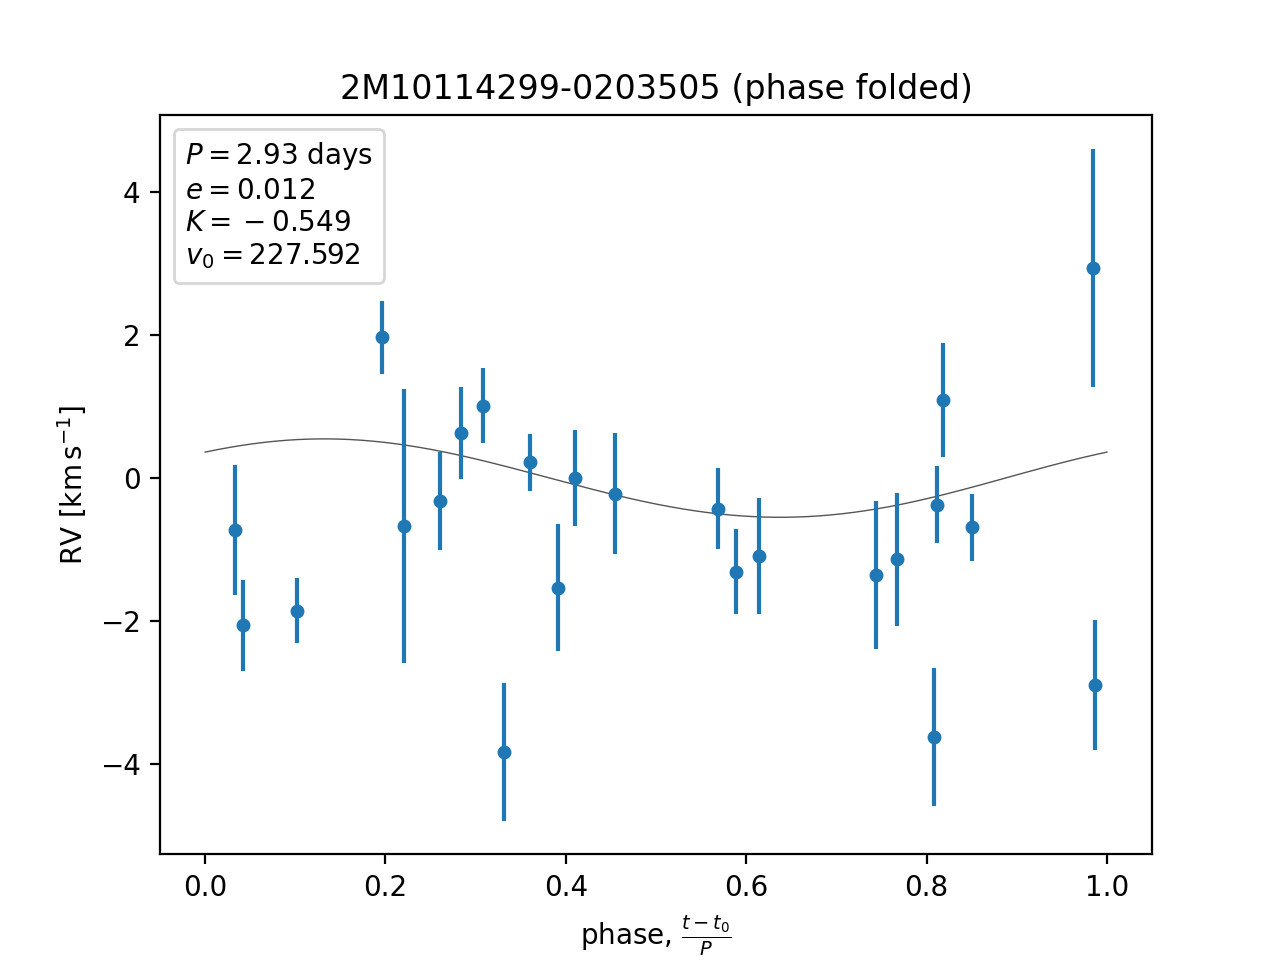 2M10114299-0203505 (phase folded)
P = 2.93 days
e = 0.012
K = −0.549
v₀ = 227.592
4
2
0
−2
−4
RV [km s⁻¹]
0.0 0.2 0.4 0.6 0.8 1.0
phase, (t − t₀)/P